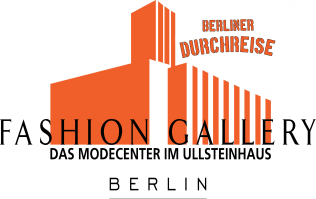 BERLINER
DURCHREISE
FASHION GALLERY
DAS MODECENTER IM ULLSTEINHAUS
BERLIN